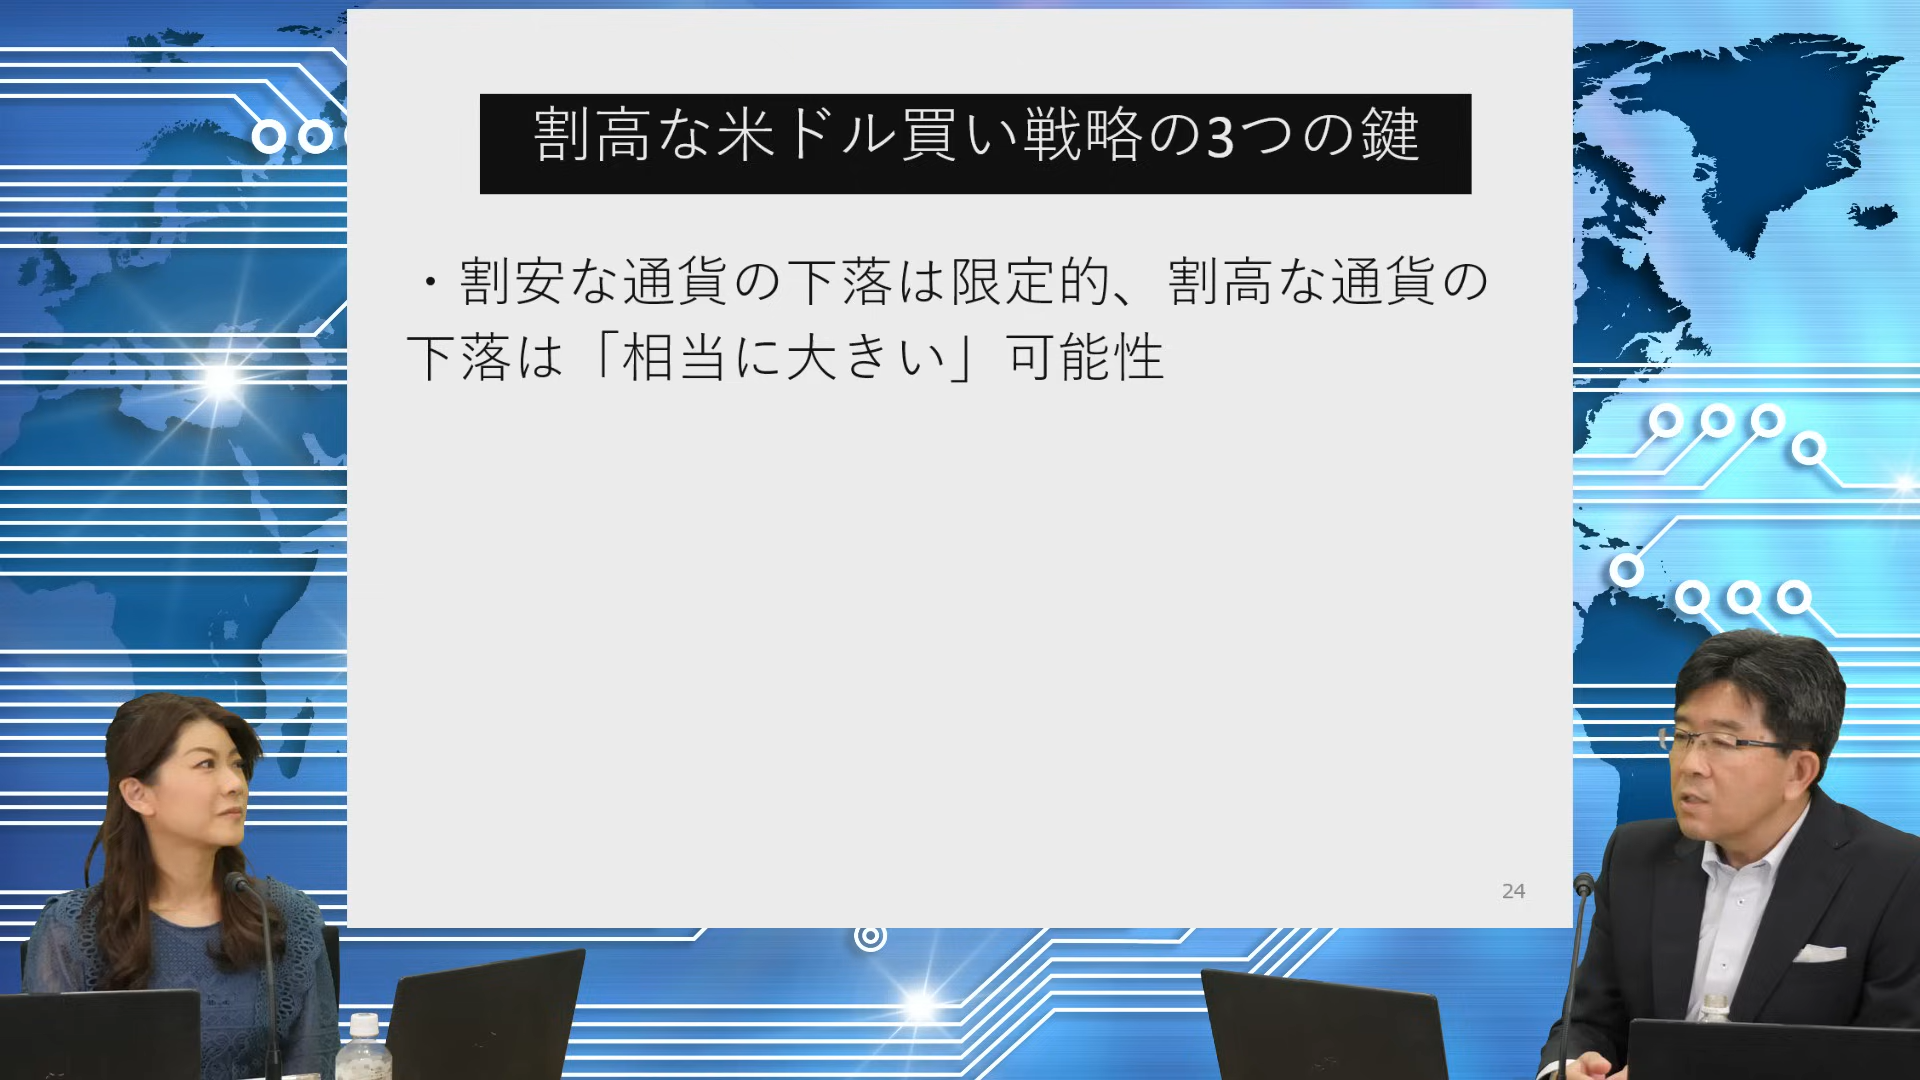 割高な米ドル買い戦略の3つの鍵
・割安な通貨の下落は限定的、割高な通貨の
下落は「相当に大きい」可能性
24